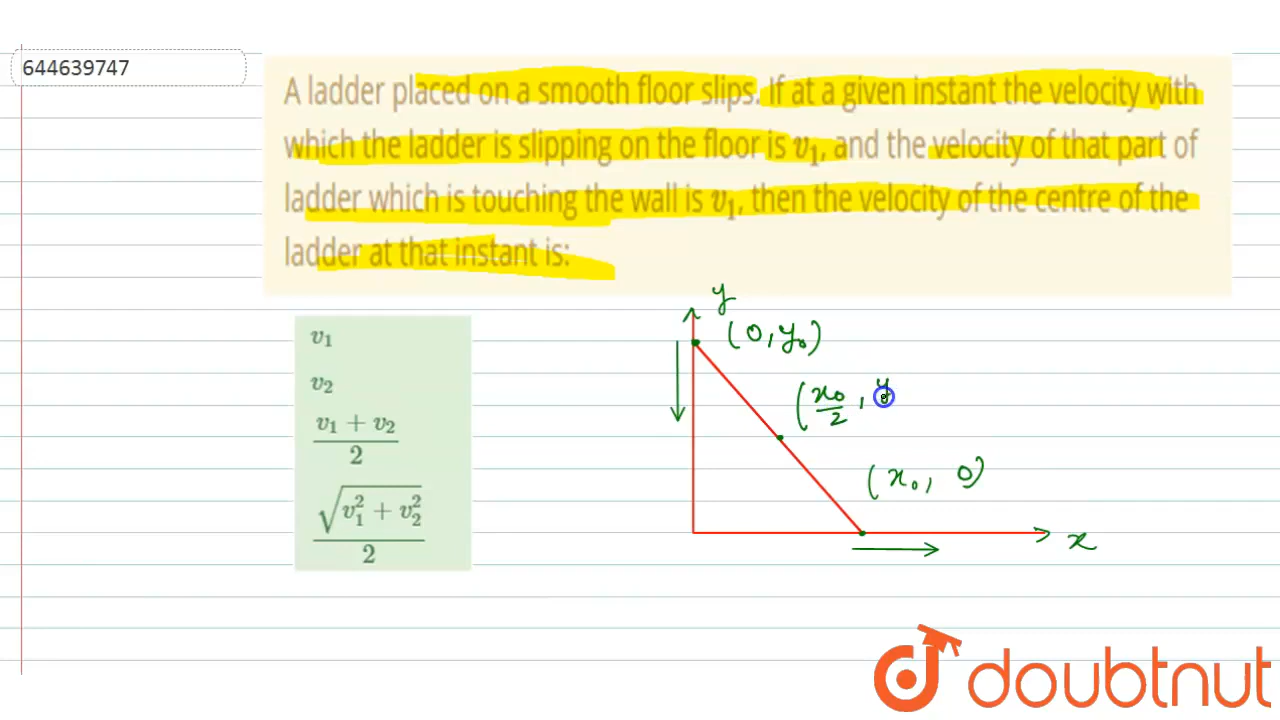 644639747
A ladder placed on a smooth floor slips. If at a given instant the velocity with
which the ladder is slipping on the floor is v₁, and the velocity of that part of
ladder which is touching the wall is v₁, then the velocity of the centre of the
ladder at that instant is:
v₁
v₂
(v₁ + v₂)/2
√(v₁² + v₂²)/2
y
(0, y₀)
(x₀/2, y
(x₀, 0)
x
doubtnut